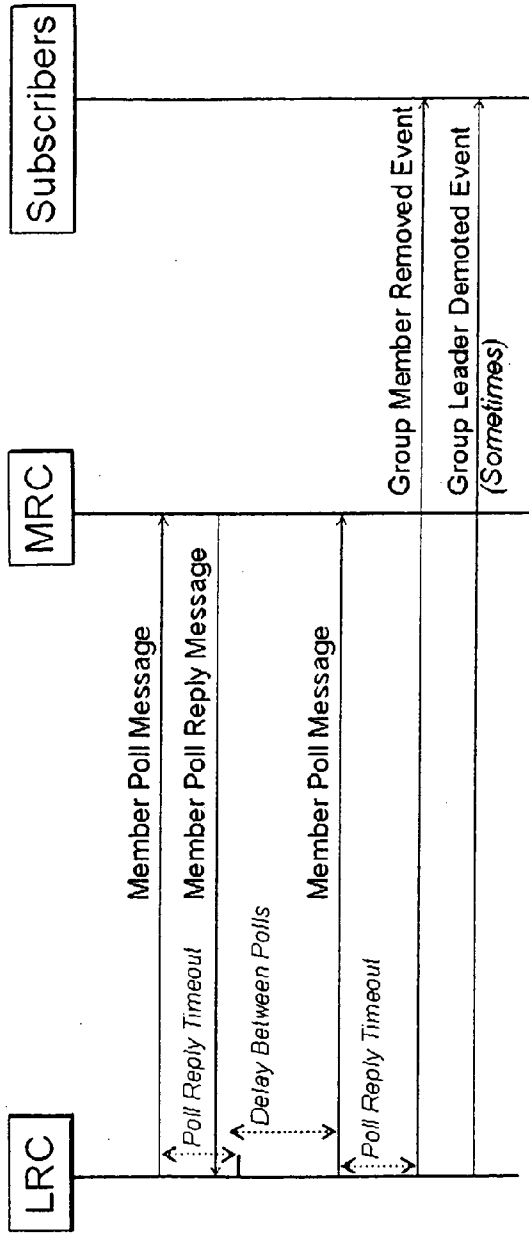 LRC
MRC
Subscribers
Member Poll Message
Poll Reply Timeout
Member Poll Reply Message
Delay Between Polls
Member Poll Message
Poll Reply Timeout
Group Member Removed Event
Group Leader Demoted Event
(Sometimes)